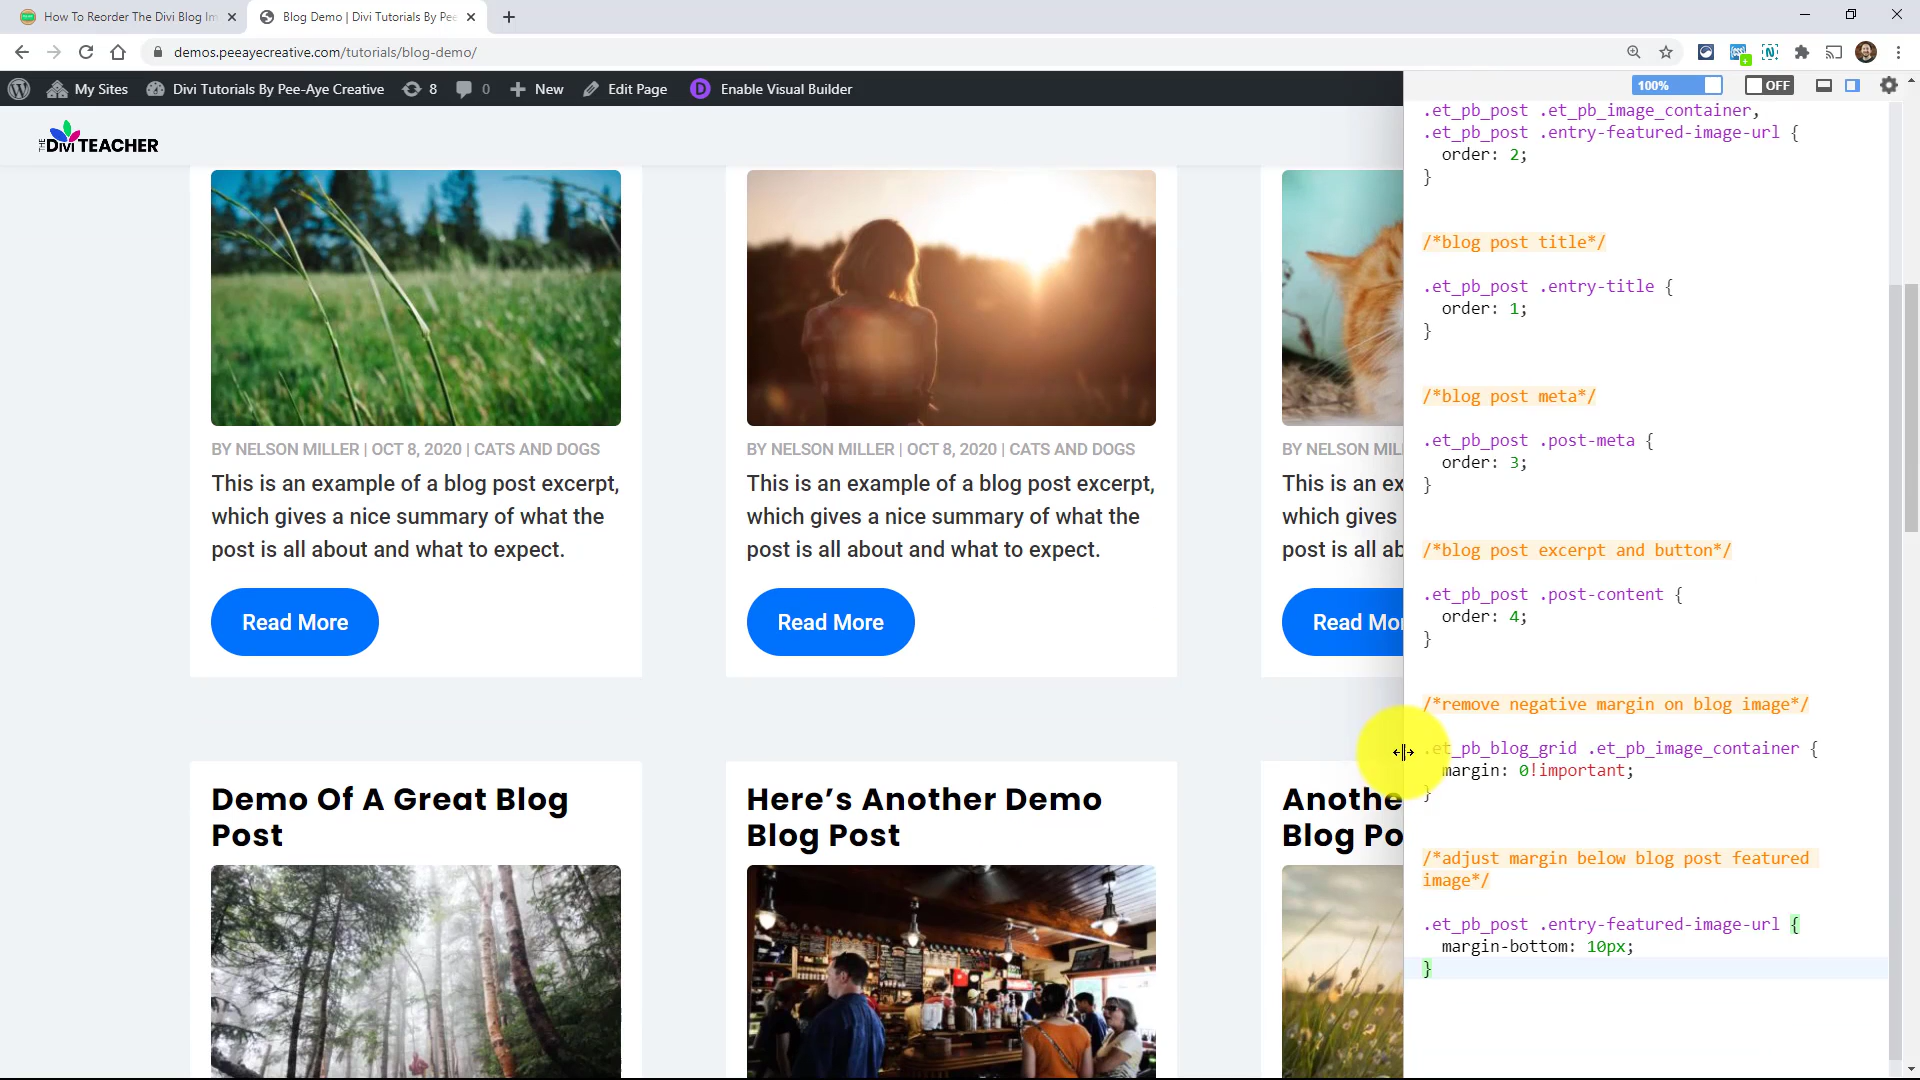 How To Reorder The Divi Blog Im
Blog Demo | Divi Tutorials By Pee
demos.peeayecreative.com/tutorials/blog-demo/
My Sites
Divi Tutorials By Pee-Aye Creative
8
0
New
Edit Page
Enable Visual Builder
100%
OFF
THE DIVI TEACHER
BY NELSON MILLER | OCT 8, 2020 | CATS AND DOGS
This is an example of a blog post excerpt,
which gives a nice summary of what the
post is all about and what to expect.
Read More
BY NELSON MILLER | OCT 8, 2020 | CATS AND DOGS
This is an example of a blog post excerpt,
which gives a nice summary of what the
post is all about and what to expect.
Read More
BY NELSON MIL
This is an ex
which gives
post is all ab
Read Mor
Demo Of A Great Blog
Post
Here's Another Demo
Blog Post
Anothe
Blog Po
.et_pb_post .et_pb_image_container,
.et_pb_post .entry-featured-image-url {
order: 2;
}
/*blog post title*/
.et_pb_post .entry-title {
order: 1;
}
/*blog post meta*/
.et_pb_post .post-meta {
order: 3;
}
/*blog post excerpt and button*/
.et_pb_post .post-content {
order: 4;
}
/*remove negative margin on blog image*/
.et_pb_blog_grid .et_pb_image_container {
margin: 0!important;
}
/*adjust margin below blog post featured
image*/
.et_pb_post .entry-featured-image-url {
margin-bottom: 10px;
}